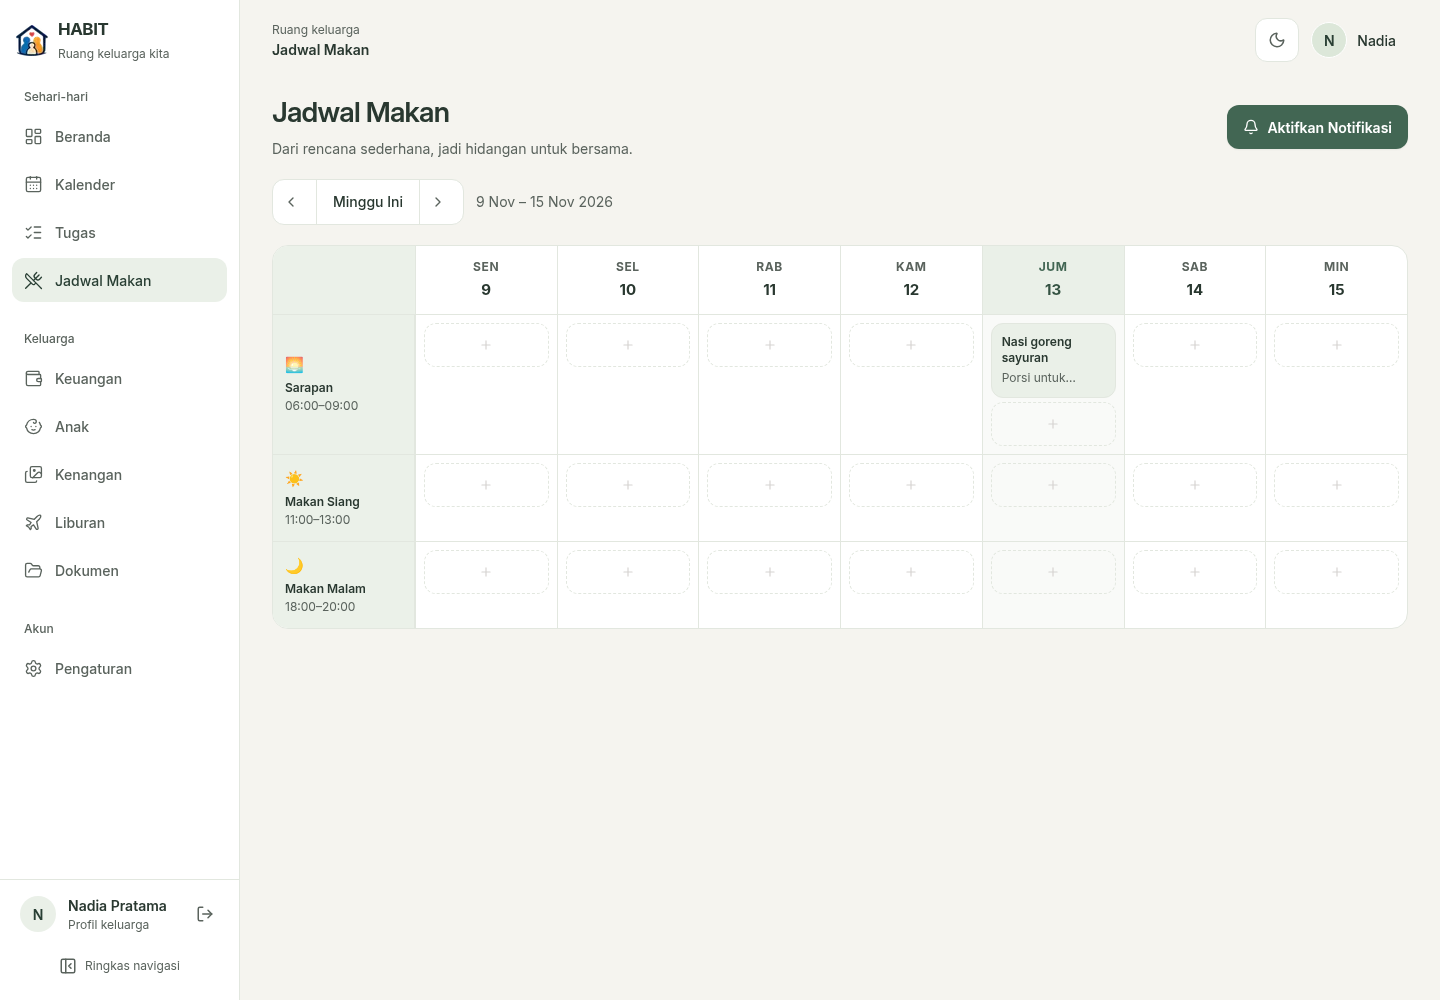 HABIT
Ruang keluarga kita
Sehari-hari
Beranda
Kalender
Tugas
Jadwal Makan
Keluarga
Keuangan
Anak
Kenangan
Liburan
Dokumen
Akun
Pengaturan
N
Nadia Pratama
Profil keluarga
Ringkas navigasi
Ruang keluarga
Jadwal Makan
N
Nadia
Jadwal Makan
Dari rencana sederhana, jadi hidangan untuk bersama.
Aktifkan Notifikasi
Minggu Ini
9 Nov – 15 Nov 2026
SEN
9
SEL
10
RAB
11
KAM
12
JUM
13
SAB
14
MIN
15
Sarapan
06:00–09:00
Nasi goreng
sayuran
Porsi untuk...
Makan Siang
11:00–13:00
Makan Malam
18:00–20:00